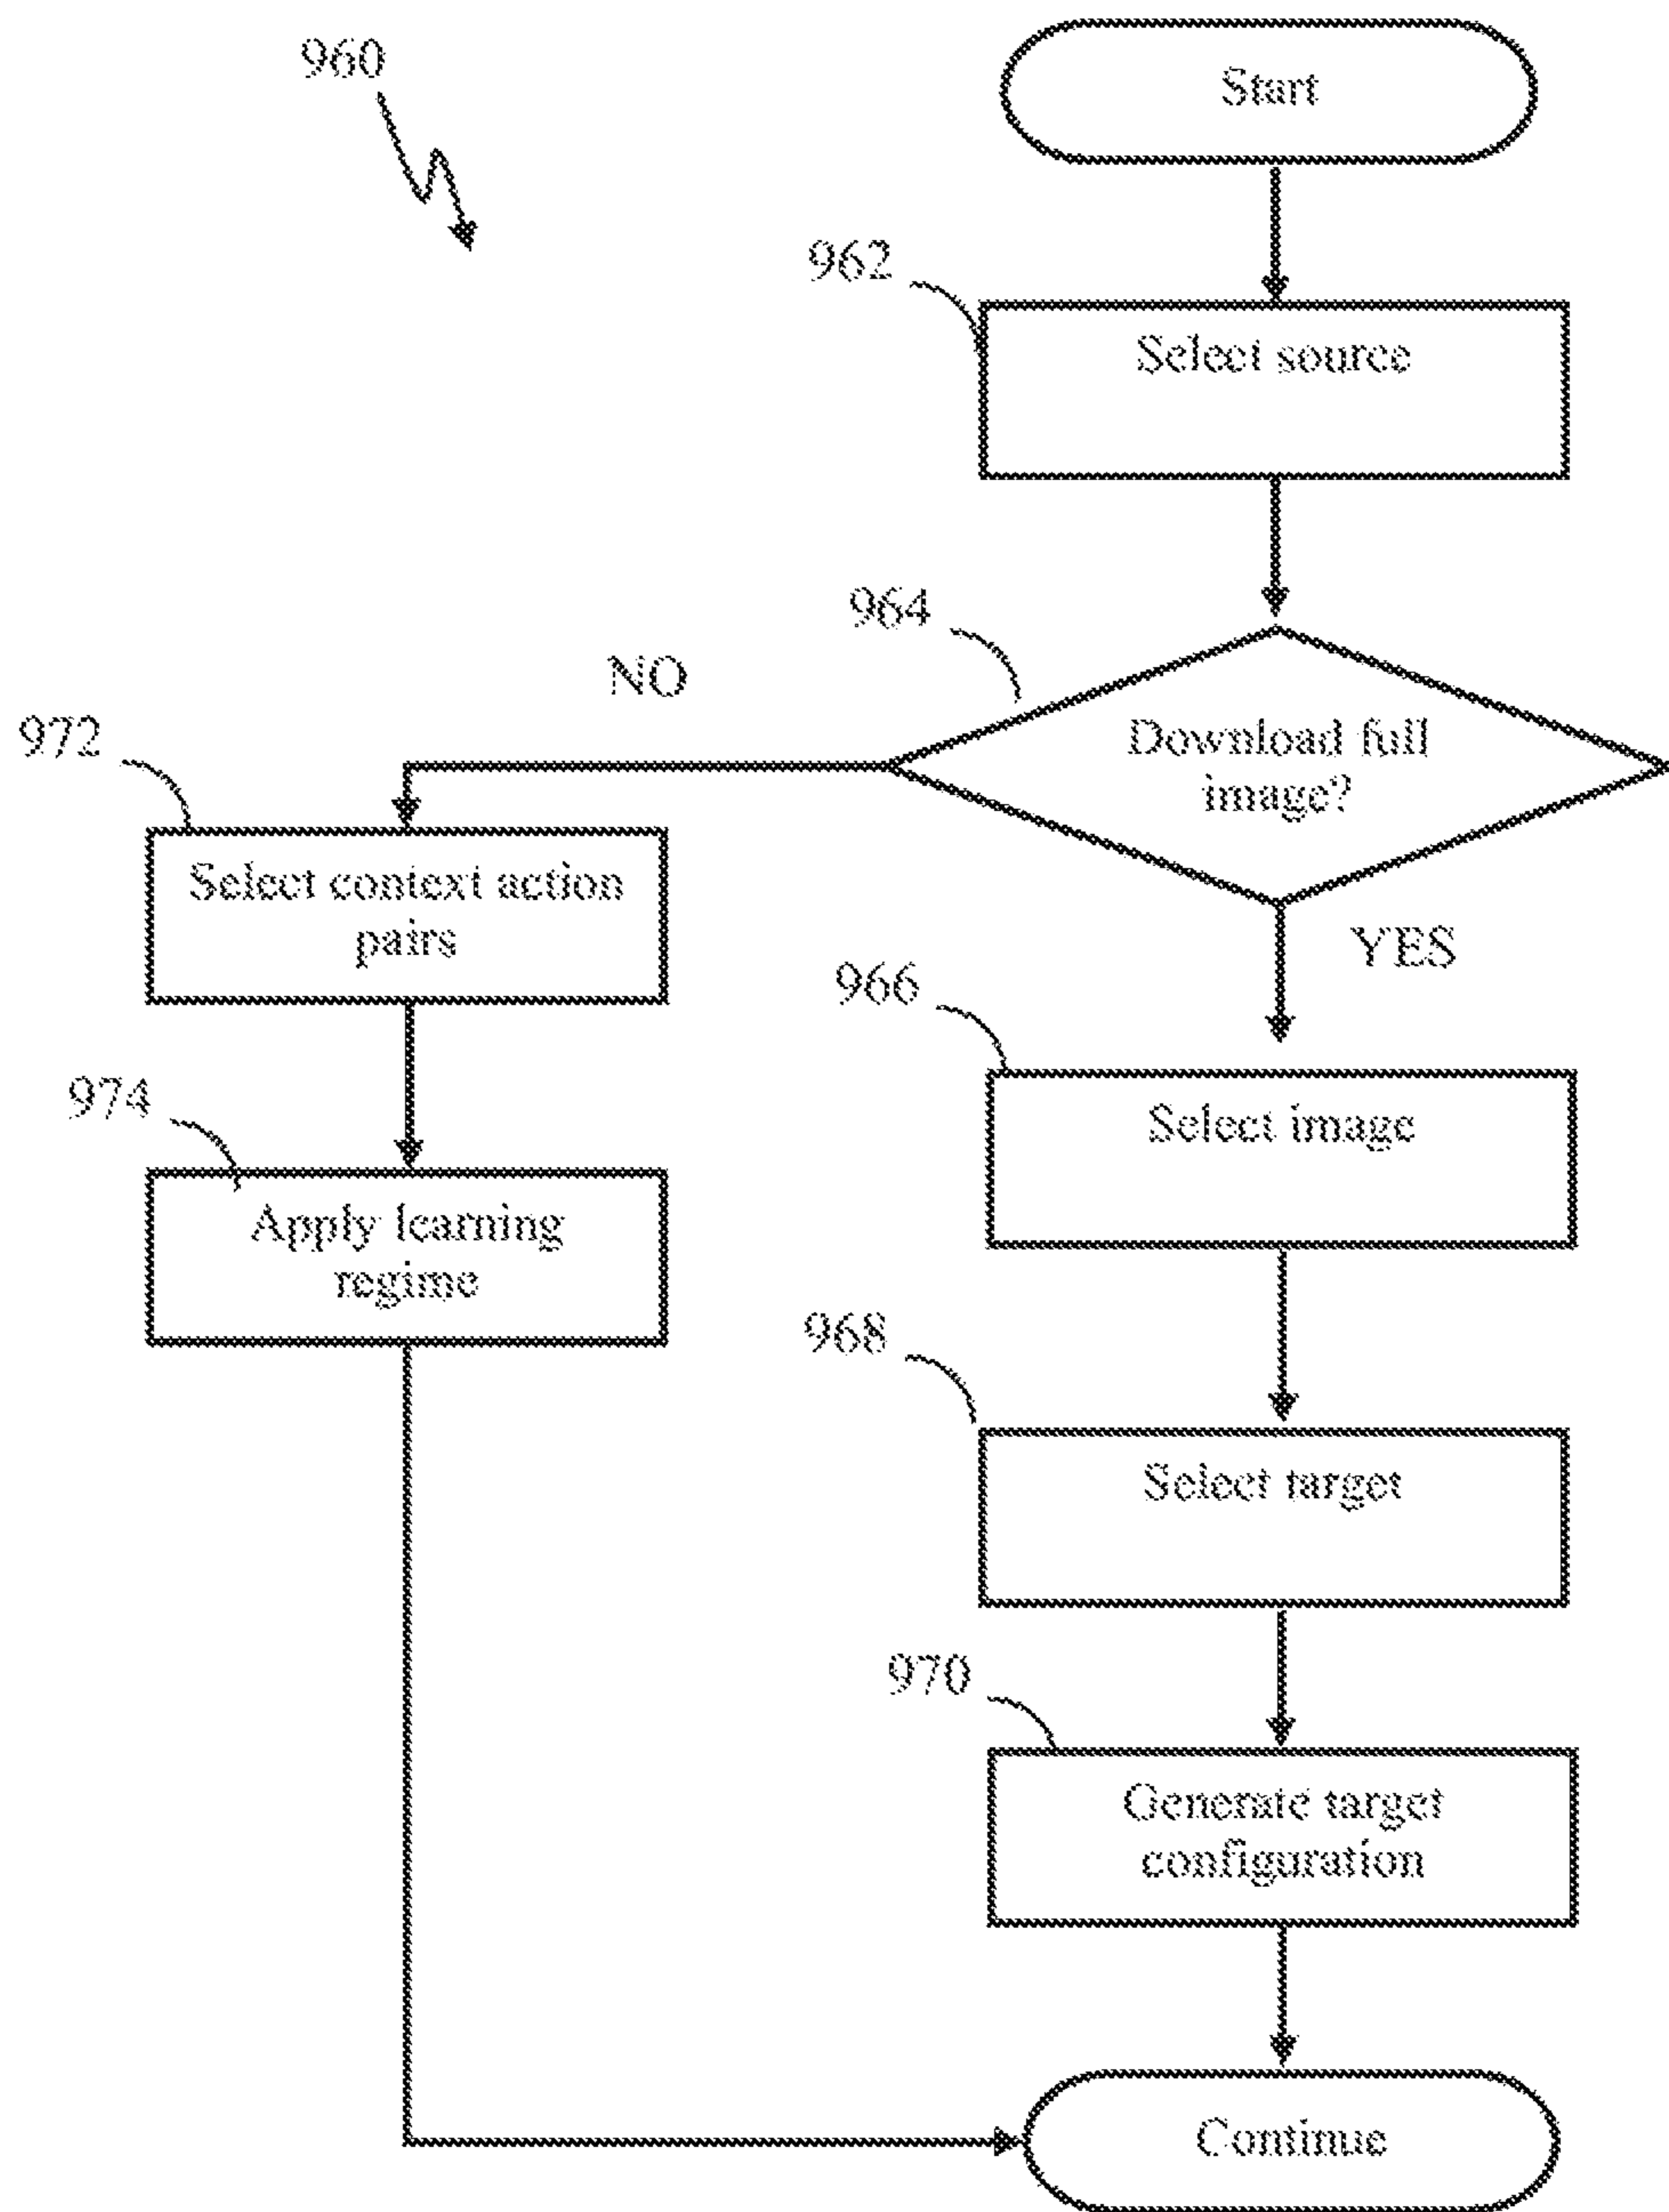 960
Start
962
Select source
964
NO
Download full
image?
972
Select context action
pairs
YES
966
Select image
974
Apply learning
regime
968
Select target
970
Generate target
configuration
Continue